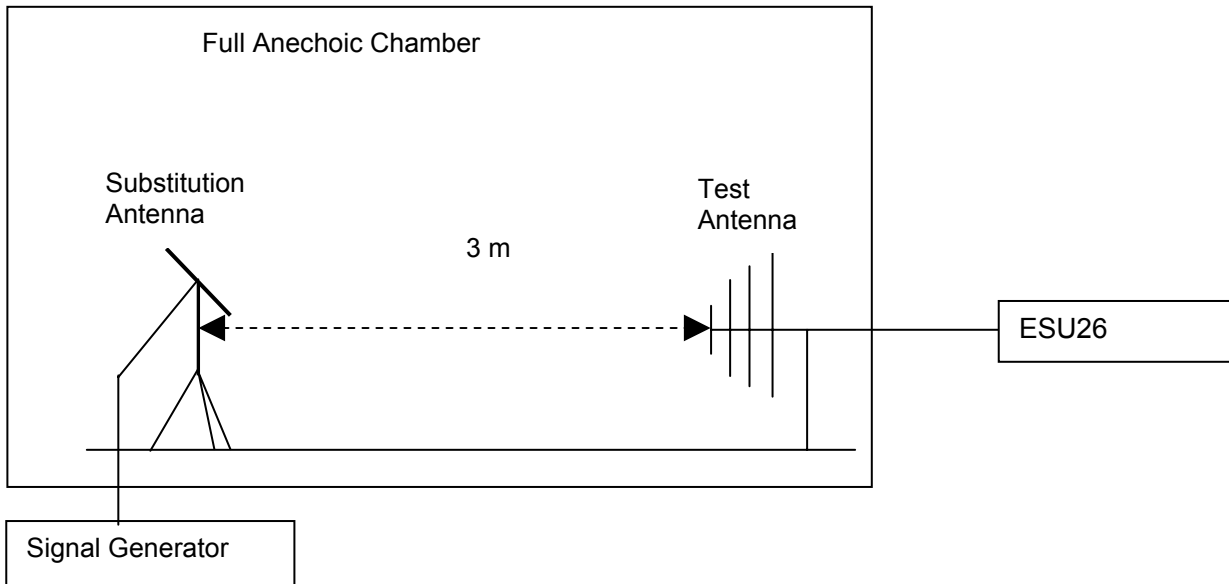 Full Anechoic Chamber
Substitution
Antenna
Test
Antenna
3 m
ESU26
Signal Generator